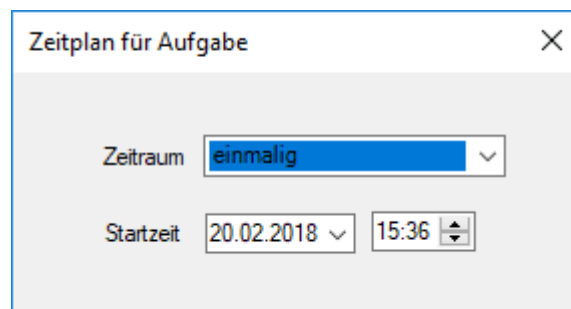 Zeitplan für Aufgabe
Zeitraum einmalig
Startzeit 20.02.2018 15:36